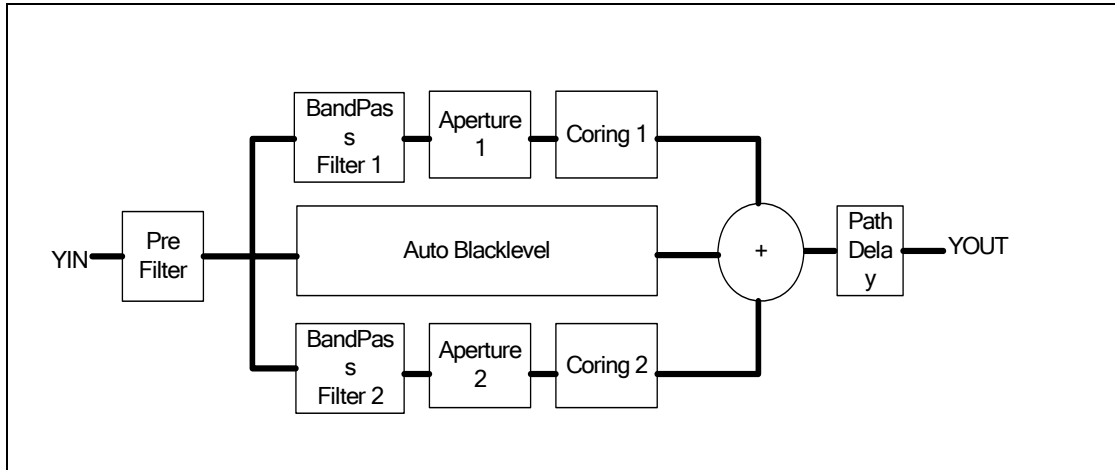 BandPas
s
Filter 1
Aperture
1
Coring 1
YIN
Pre
Filter
Auto Blacklevel
+
Path
Dela
y
YOUT
BandPas
s
Filter 2
Aperture
2
Coring 2